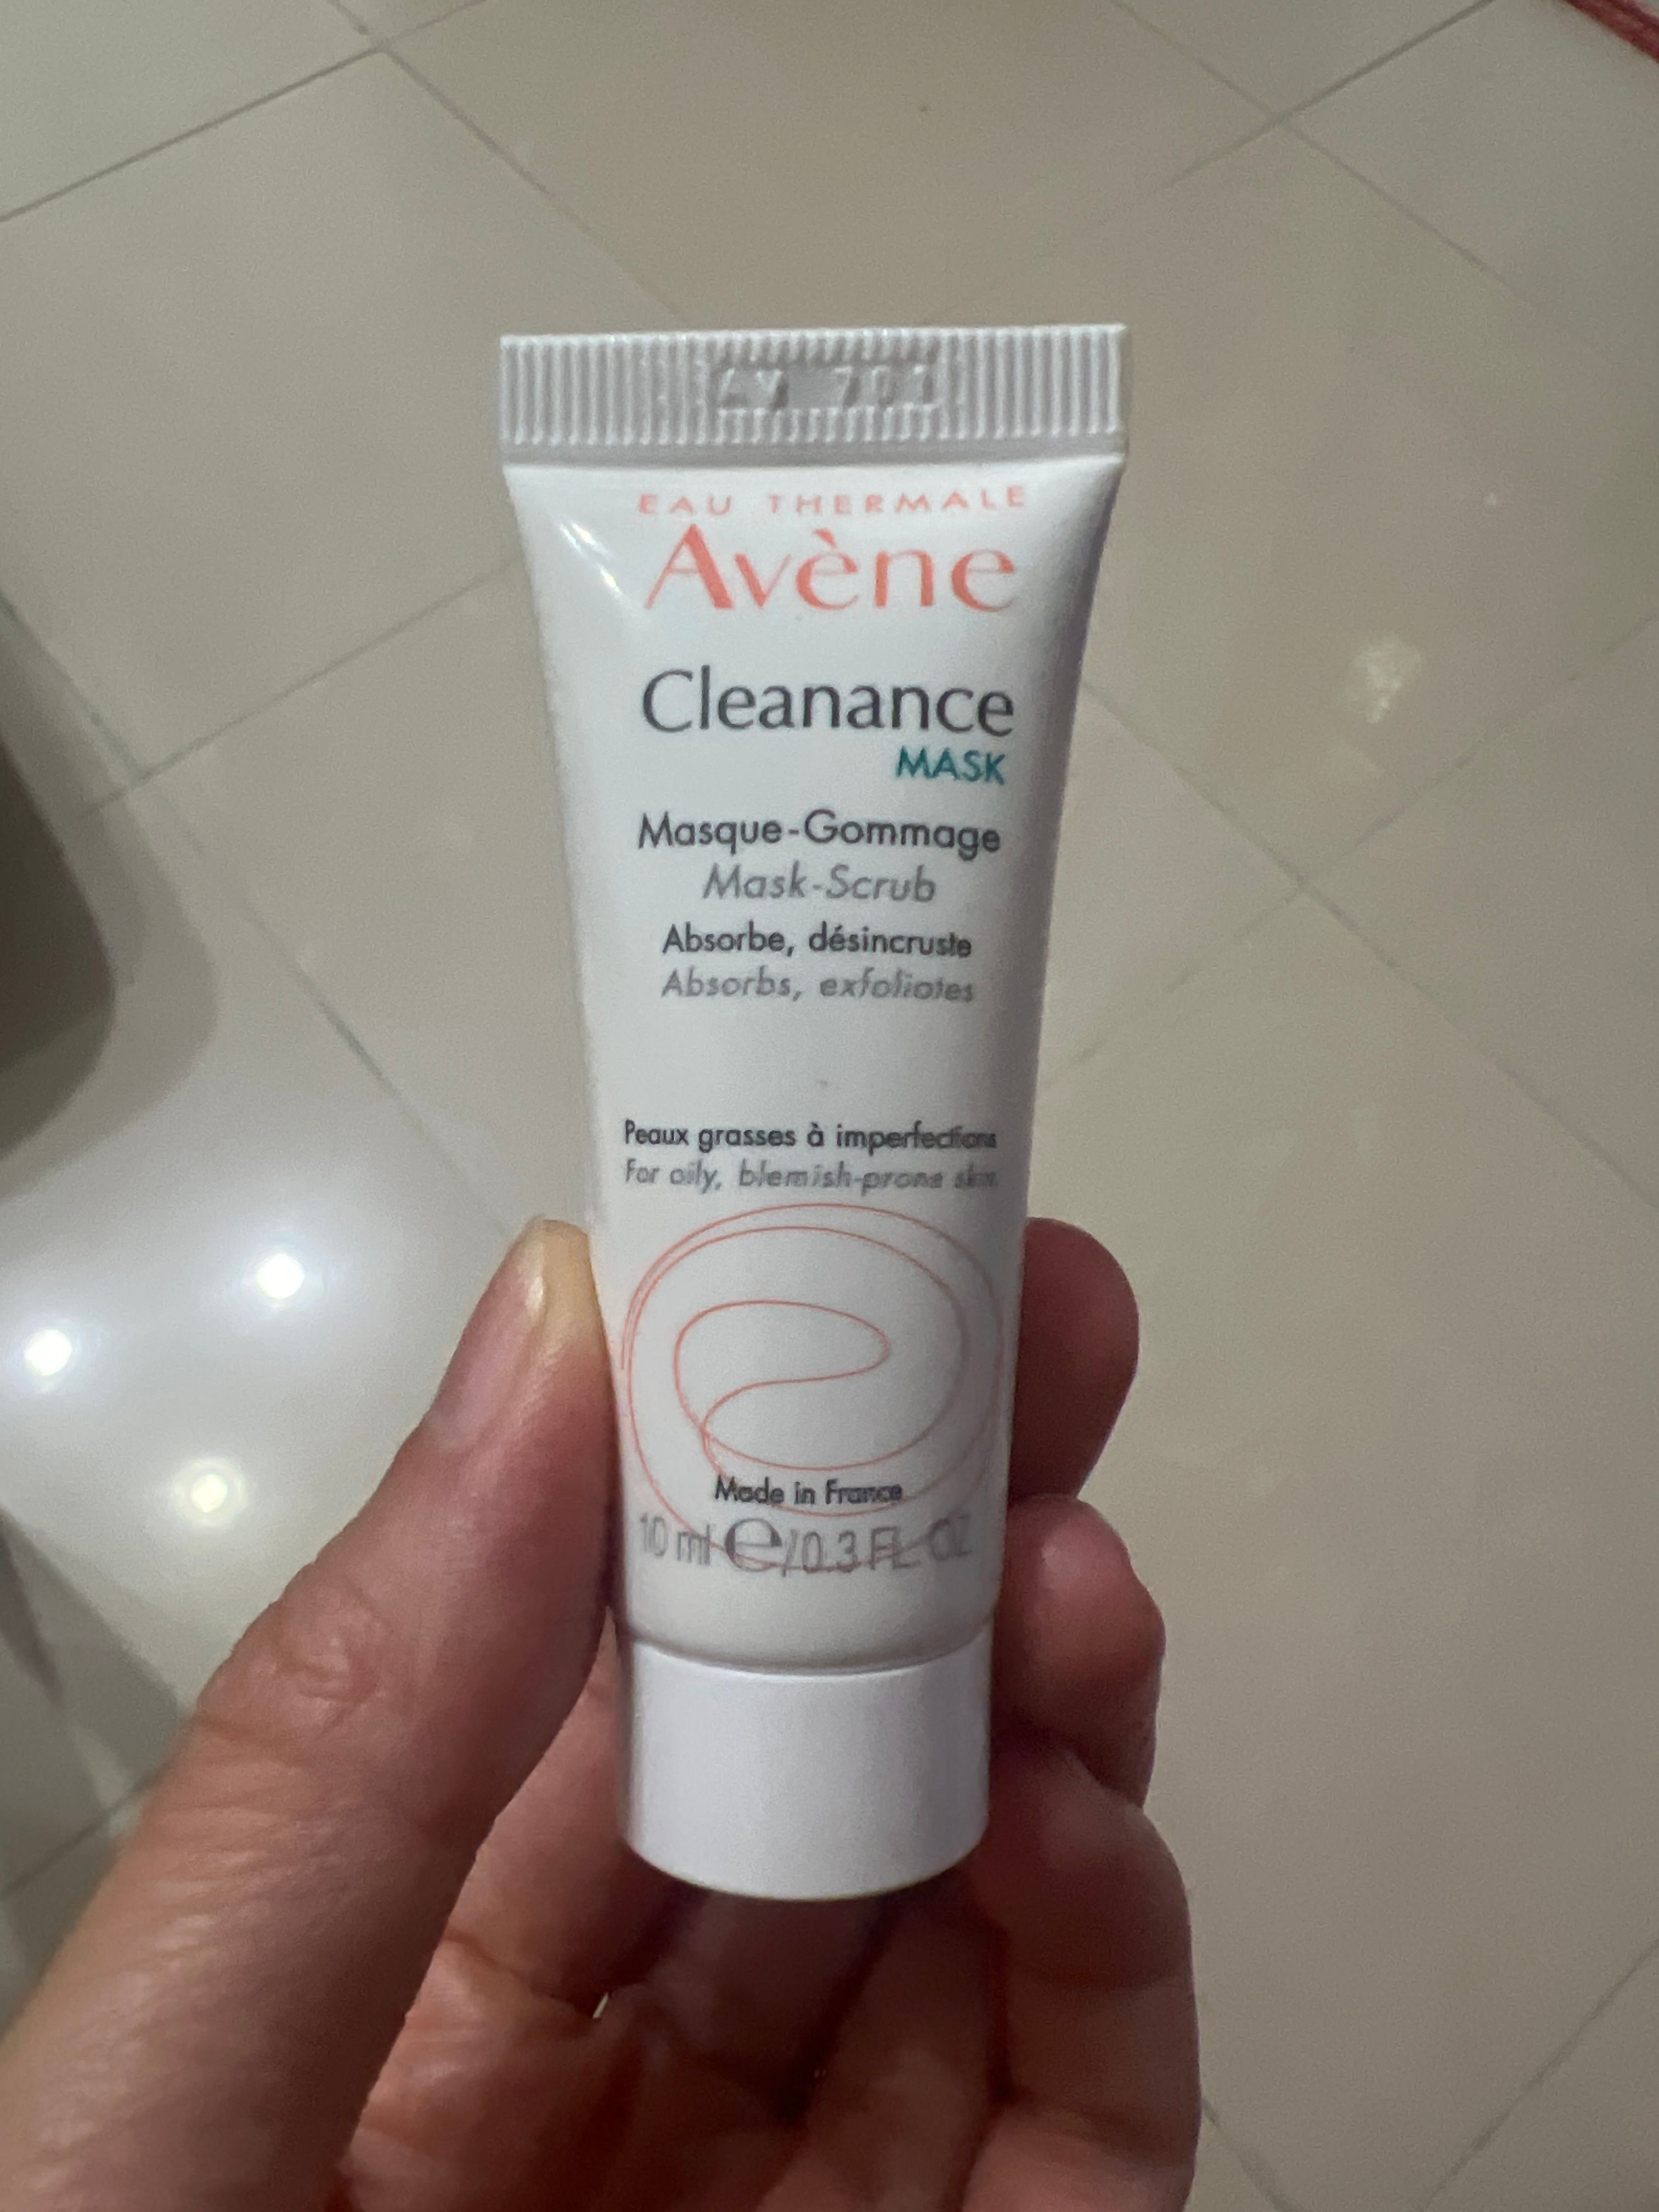 EAU THERMALE
Avène
Cleanance
MASK
Masque-Gommage
Mask-Scrub
Absorbe, désincruste
Absorbs, exfoliates
Peaux grasses à imperfections
For oily, blemish-prone skin
Made in France
10 ml e/0.3 FL OZ